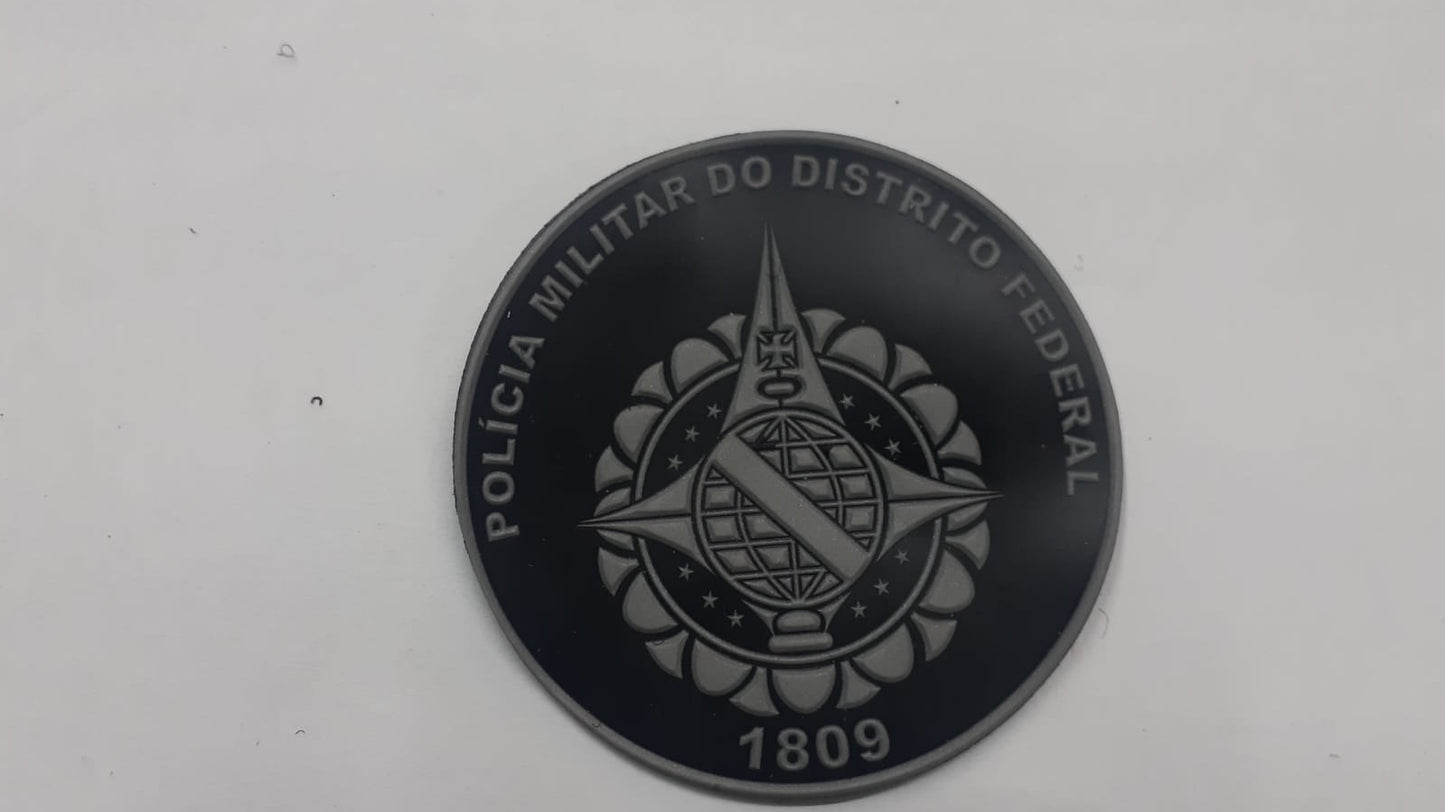 POLÍCIA MILITAR DO DISTRITO FEDERAL
1809